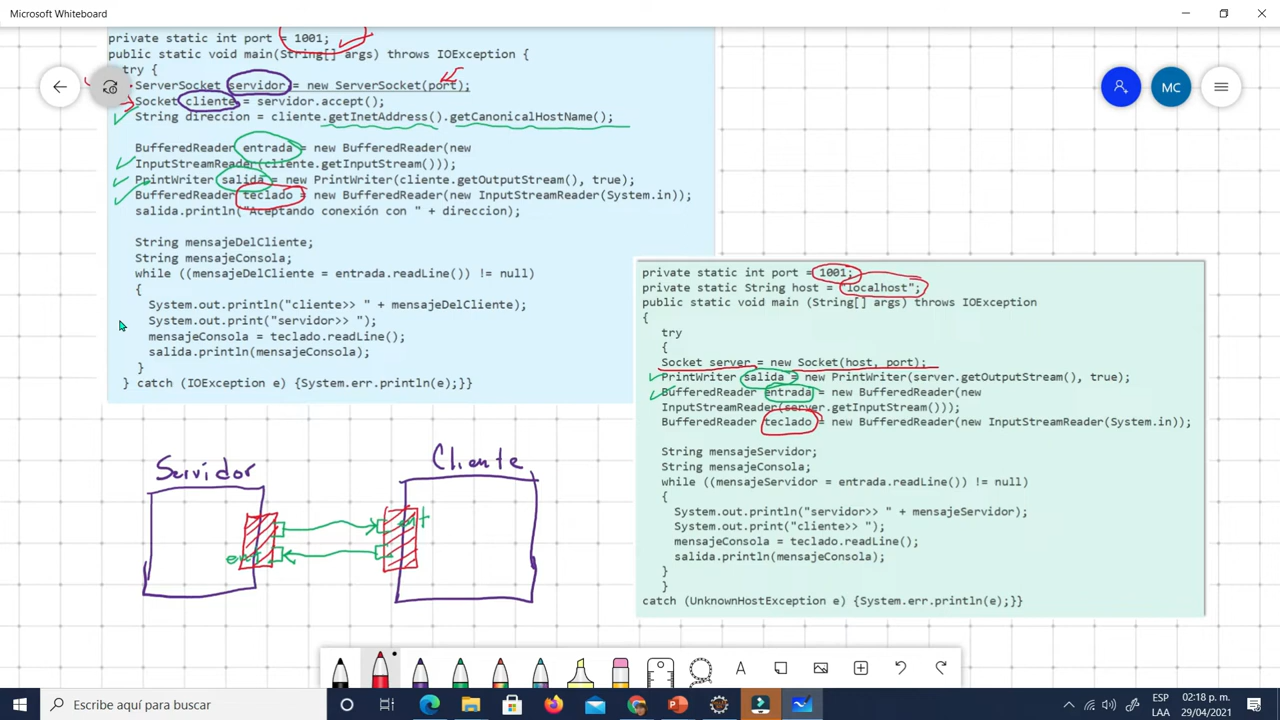 Microsoft Whiteboard
private static int port = 1001;
public static void main(String[] args) throws IOException {
try {
ServerSocket servidor = new ServerSocket(port);
Socket cliente = servidor.accept();
String direccion = cliente.getInetAddress().getCanonicalHostName();
BufferedReader entrada = new BufferedReader(new
InputStreamReader(cliente.getInputStream()));
PrintWriter salida = new PrintWriter(cliente.getOutputStream(), true);
BufferedReader teclado = new BufferedReader(new InputStreamReader(System.in));
salida.println("Aceptando conexión con " + direccion);
String mensajeDelCliente;
String mensajeConsola;
while ((mensajeDelCliente = entrada.readLine()) != null)
{
System.out.println("cliente>> " + mensajeDelCliente);
System.out.print("servidor>> ");
mensajeConsola = teclado.readLine();
salida.println(mensajeConsola);
}
} catch (IOException e) {System.err.println(e);}}
MC
private static int port = 1001;
private static String host = "localhost";
public static void main (String[] args) throws IOException
{
try
{
Socket server = new Socket(host, port);
PrintWriter salida = new PrintWriter(server.getOutputStream(), true);
BufferedReader entrada = new BufferedReader(new
InputStreamReader(server.getInputStream()));
BufferedReader teclado = new BufferedReader(new InputStreamReader(System.in));
String mensajeServidor;
String mensajeConsola;
while ((mensajeServidor = entrada.readLine()) != null)
{
System.out.println("servidor>> " + mensajeServidor);
System.out.print("cliente>> ");
mensajeConsola = teclado.readLine();
salida.println(mensajeConsola);
}
}
catch (UnknownHostException e) {System.err.println(e);}}
Servidor
Cliente
A
Escribe aquí para buscar
ESP
LAA
02:18 p. m.
29/04/2021